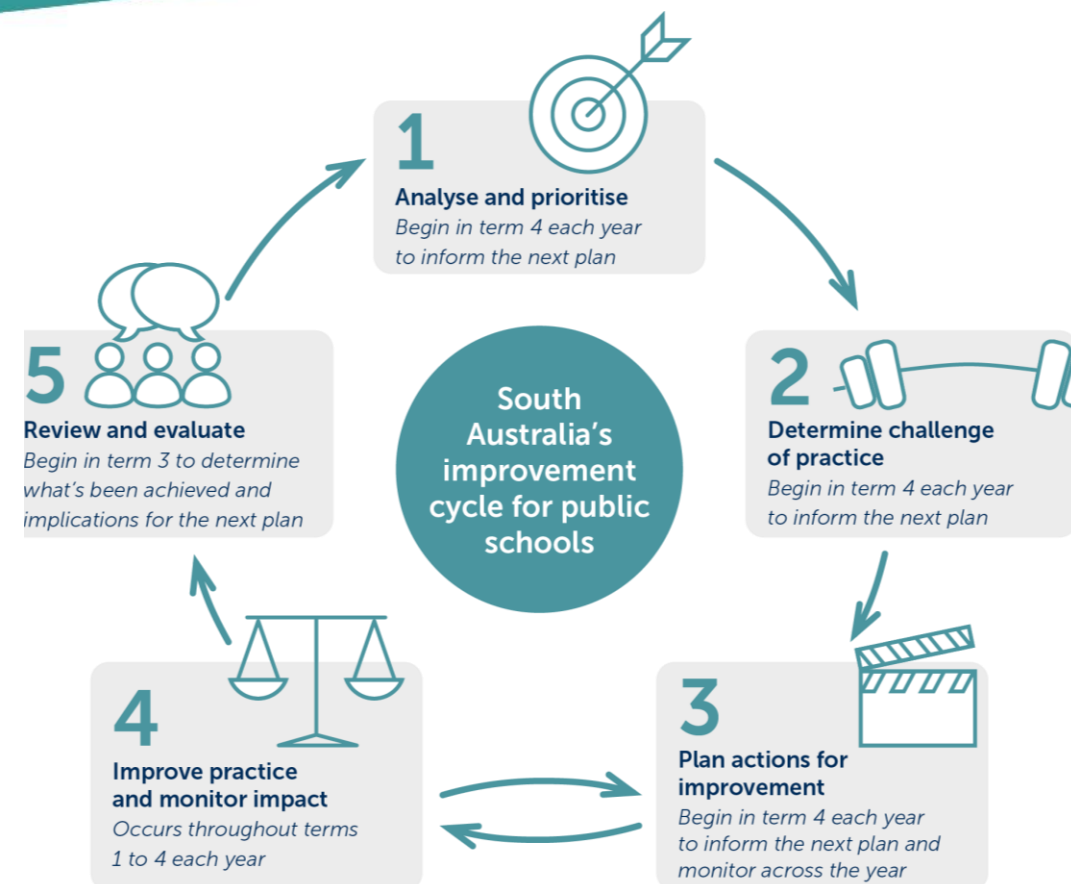 1
Analyse and prioritise
Begin in term 4 each year
to inform the next plan
2
Determine challenge
of practice
Begin in term 4 each year
to inform the next plan
3
Plan actions for
improvement
Begin in term 4 each year
to inform the next plan and
monitor across the year
4
Improve practice
and monitor impact
Occurs throughout terms
1 to 4 each year
5
Review and evaluate
Begin in term 3 to determine
what's been achieved and
implications for the next plan
South
Australia's
improvement
cycle for public
schools